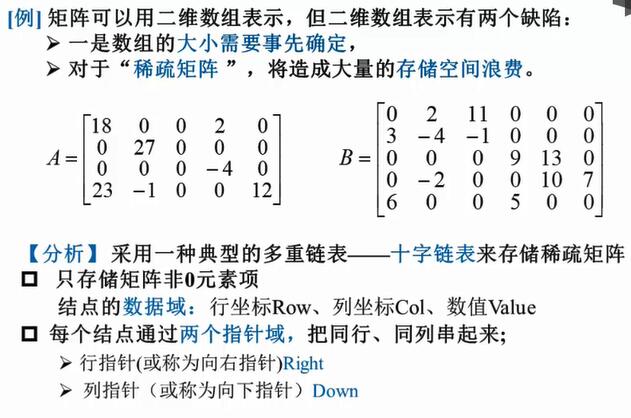 [例] 矩阵可以用二维数组表示，但二维数组表示有两个缺陷：
➢ 一是数组的大小需要事先确定，
➢ 对于“稀疏矩阵 ”，将造成大量的存储空间浪费。
A = [18 0 0 2 0
0 27 0 0 0
0 0 0 −4 0
23 −1 0 0 12]
B = [0 2 11 0 0 0
3 −4 −1 0 0 0
0 0 0 9 13 0
0 −2 0 0 10 7
6 0 0 5 0 0]
【分析】 采用一种典型的多重链表——十字链表来存储稀疏矩阵
❑ 只存储矩阵非0元素项
结点的数据域：行坐标Row、列坐标Col、数值Value
❑ 每个结点通过两个指针域，把同行、同列串起来；
➢ 行指针(或称为向右指针)Right
➢ 列指针（或称为向下指针）Down